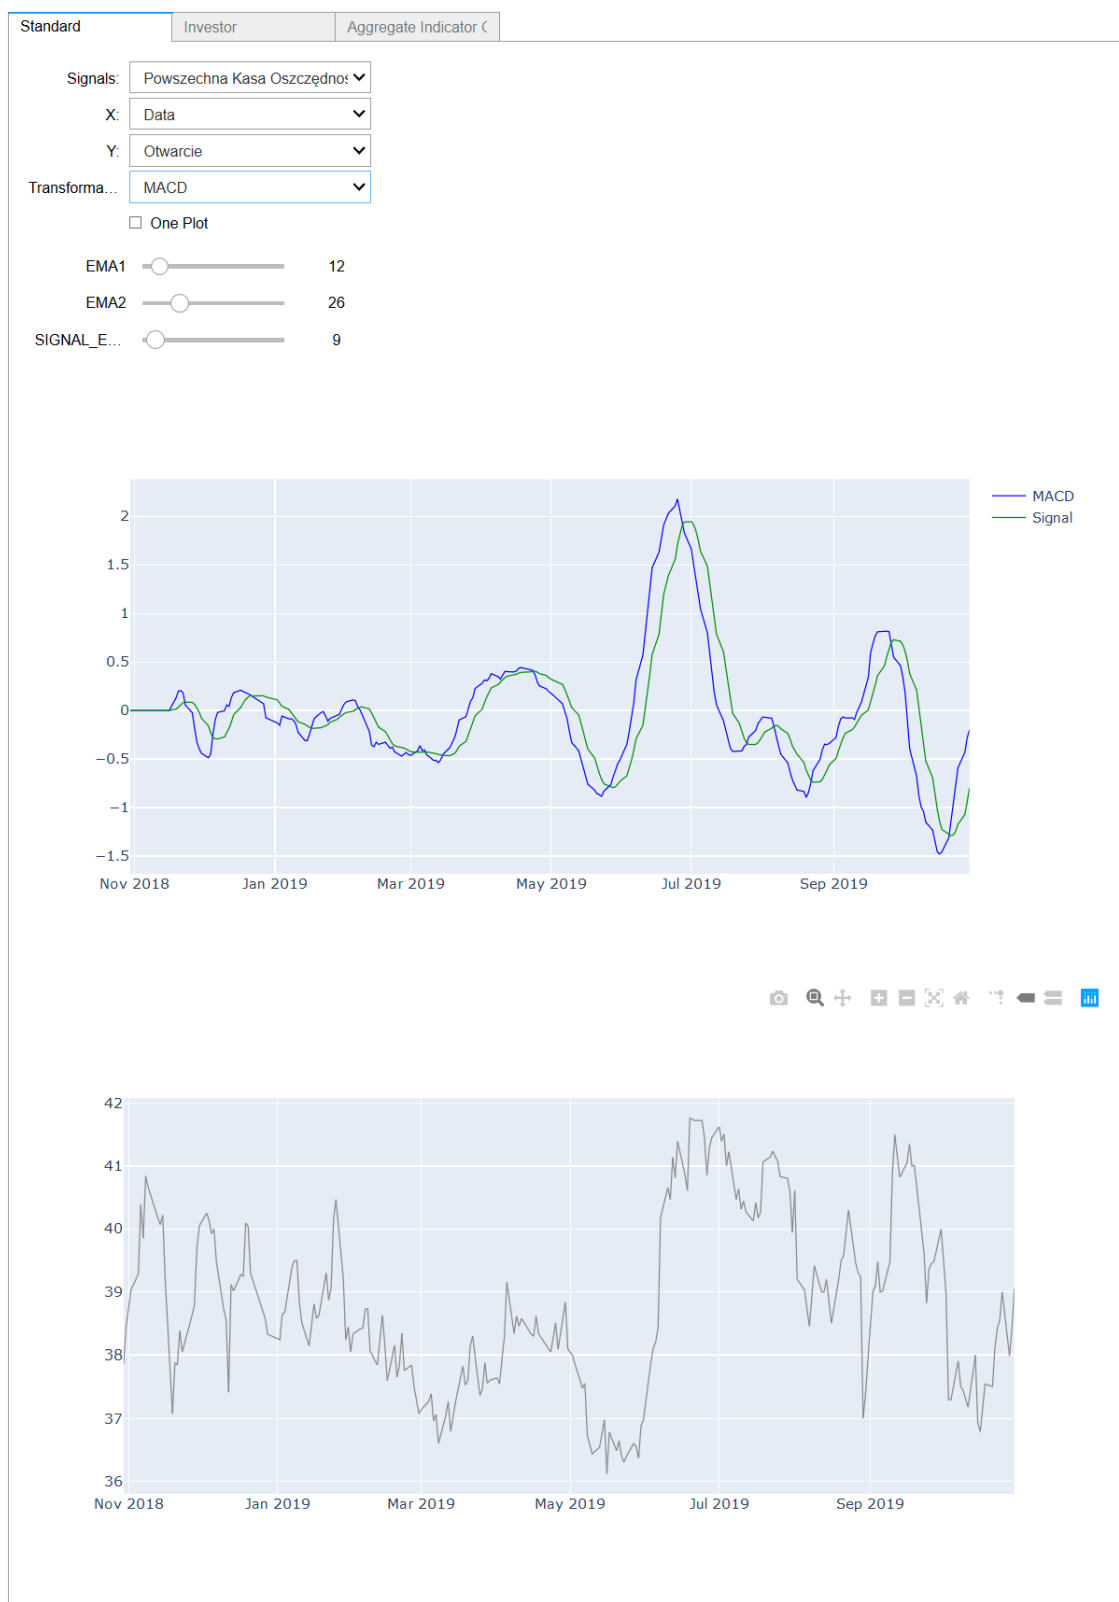 Standard Investor Aggregate Indicator
Signals: Powszechna Kasa Oszczędnoś
X: Data
Y: Otwarcie
Transforma... MACD
One Plot
EMA1 12
EMA2 26
SIGNAL_E... 9
MACD
Signal
2
1.5
1
0.5
0
−0.5
−1
−1.5
Nov 2018 Jan 2019 Mar 2019 May 2019 Jul 2019 Sep 2019
42
41
40
39
38
37
36
Nov 2018 Jan 2019 Mar 2019 May 2019 Jul 2019 Sep 2019